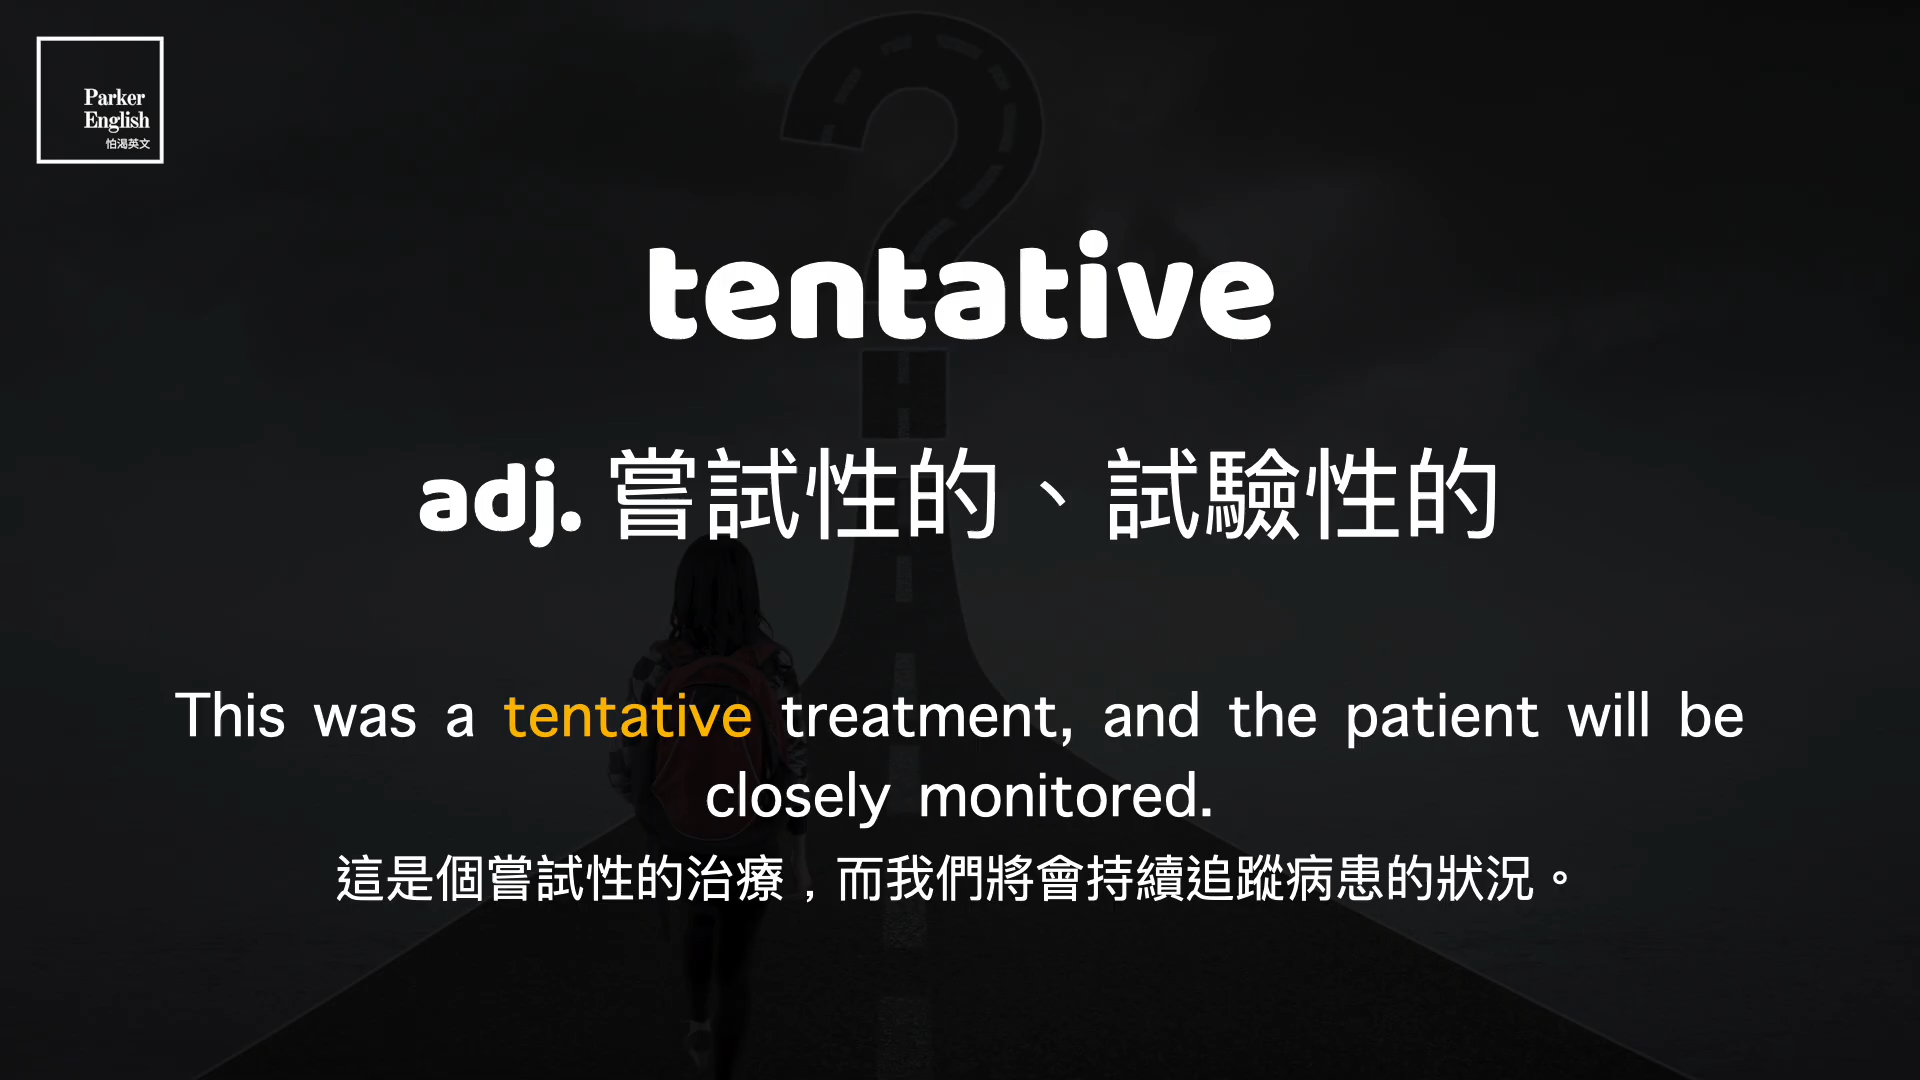 Parker
English
怕渴英文
tentative
adj. 嘗試性的、試驗性的
This was a tentative treatment, and the patient will be
closely monitored.
這是個嘗試性的治療，而我們將會持續追蹤病患的狀況。